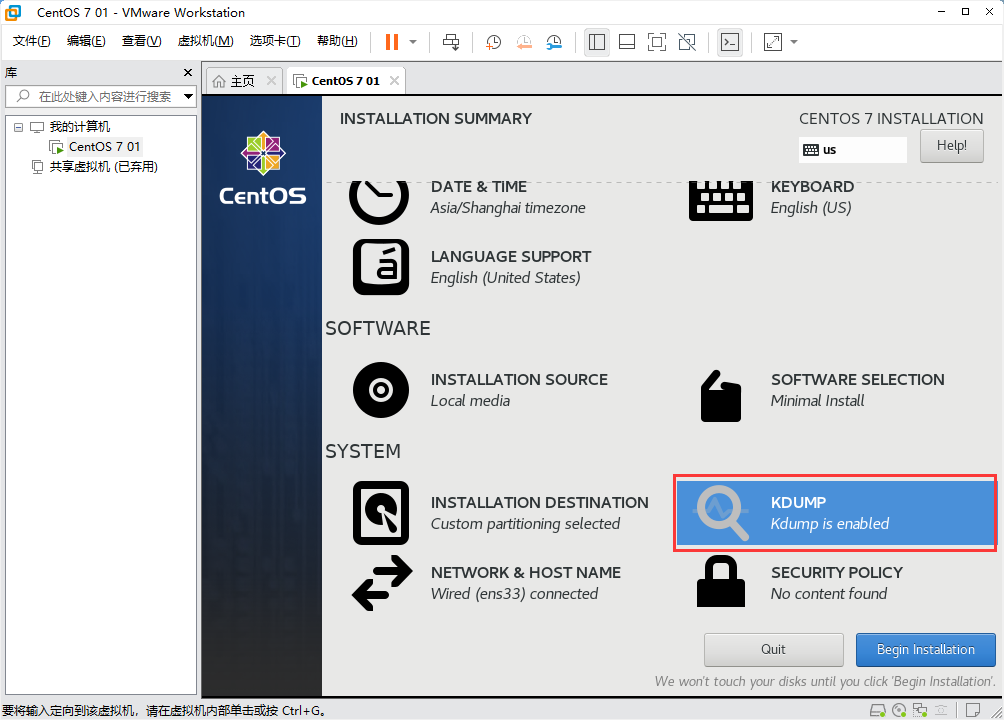 CentOS 7 01 - VMware Workstation
文件(F) 编辑(E) 查看(V) 虚拟机(M) 选项卡(T) 帮助(H)
库
在此处键入内容进行搜索
我的计算机
CentOS 7 01
共享虚拟机 (已弃用)
主页
CentOS 7 01
CentOS
INSTALLATION SUMMARY
CENTOS 7 INSTALLATION
us
Help!
DATE & TIME
Asia/Shanghai timezone
KEYBOARD
English (US)
LANGUAGE SUPPORT
English (United States)
SOFTWARE
INSTALLATION SOURCE
Local media
SOFTWARE SELECTION
Minimal Install
SYSTEM
INSTALLATION DESTINATION
Custom partitioning selected
KDUMP
Kdump is enabled
NETWORK & HOST NAME
Wired (ens33) connected
SECURITY POLICY
No content found
Quit
Begin Installation
We won't touch your disks until you click 'Begin Installation'.
要将输入定向到该虚拟机，请在虚拟机内部单击或按 Ctrl+G。